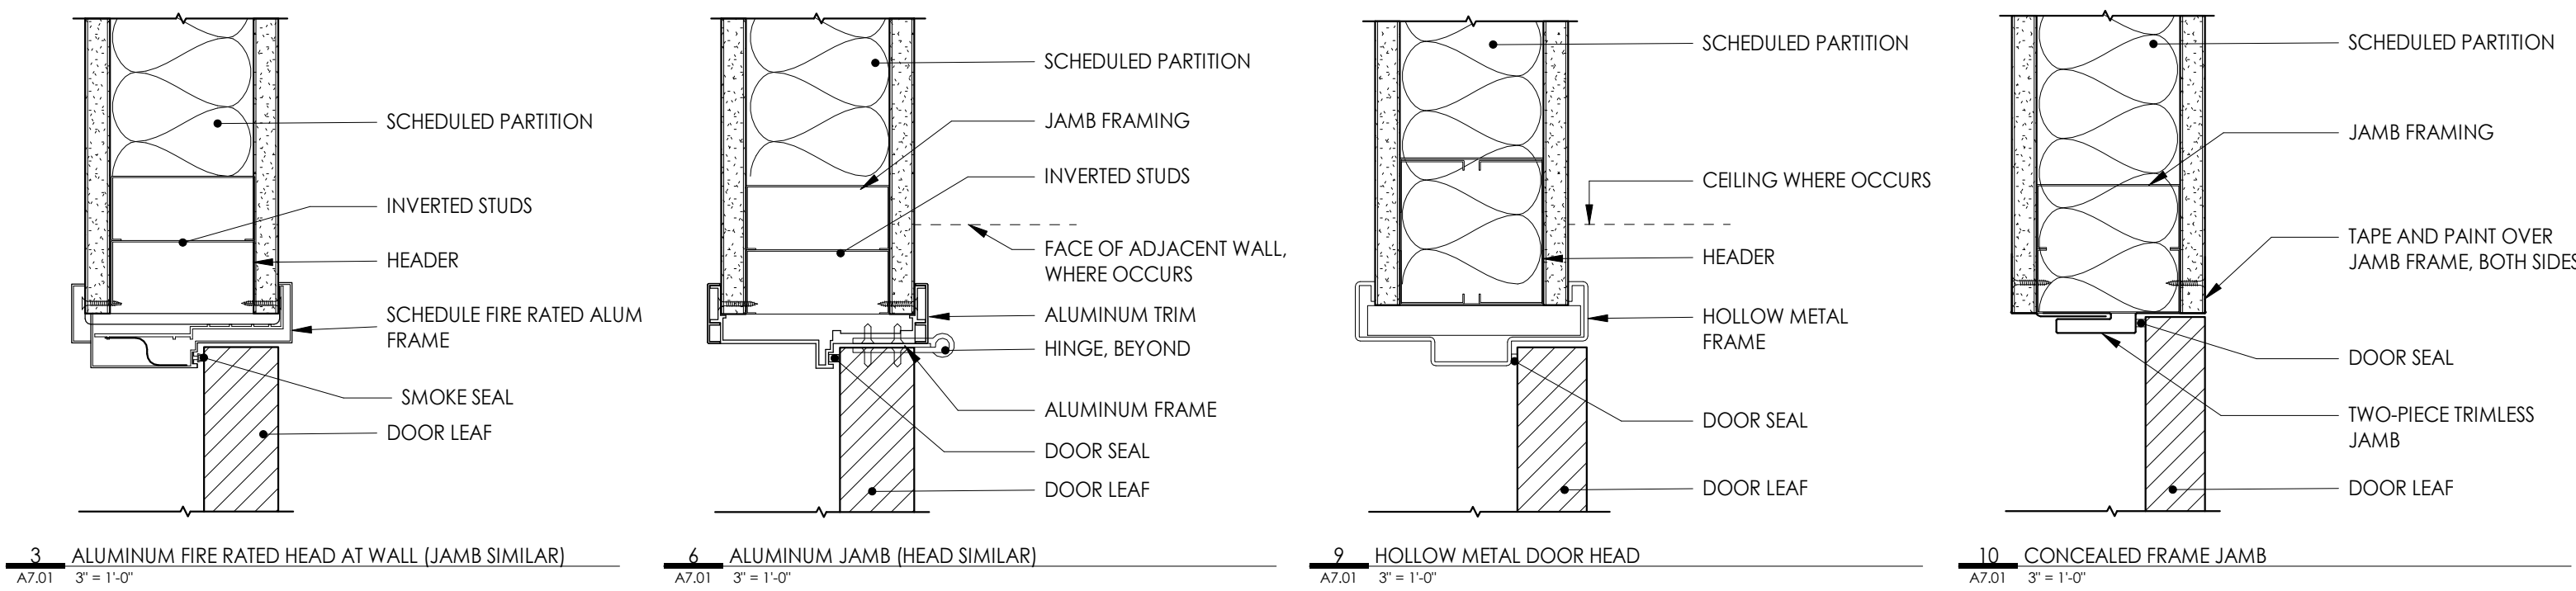 SCHEDULED PARTITION
INVERTED STUDS
HEADER
SCHEDULE FIRE RATED ALUM
FRAME
SMOKE SEAL
DOOR LEAF
3 ALUMINUM FIRE RATED HEAD AT WALL (JAMB SIMILAR)
A7.01 3" = 1'-0"
SCHEDULED PARTITION
JAMB FRAMING
INVERTED STUDS
FACE OF ADJACENT WALL,
WHERE OCCURS
ALUMINUM TRIM
HINGE, BEYOND
ALUMINUM FRAME
DOOR SEAL
DOOR LEAF
6 ALUMINUM JAMB (HEAD SIMILAR)
A7.01 3" = 1'-0"
SCHEDULED PARTITION
CEILING WHERE OCCURS
HEADER
HOLLOW METAL
FRAME
DOOR SEAL
DOOR LEAF
9 HOLLOW METAL DOOR HEAD
A7.01 3" = 1'-0"
SCHEDULED PARTITION
JAMB FRAMING
TAPE AND PAINT OVER
JAMB FRAME, BOTH SIDES
DOOR SEAL
TWO-PIECE TRIMLESS
JAMB
DOOR LEAF
10 CONCEALED FRAME JAMB
A7.01 3" = 1'-0"